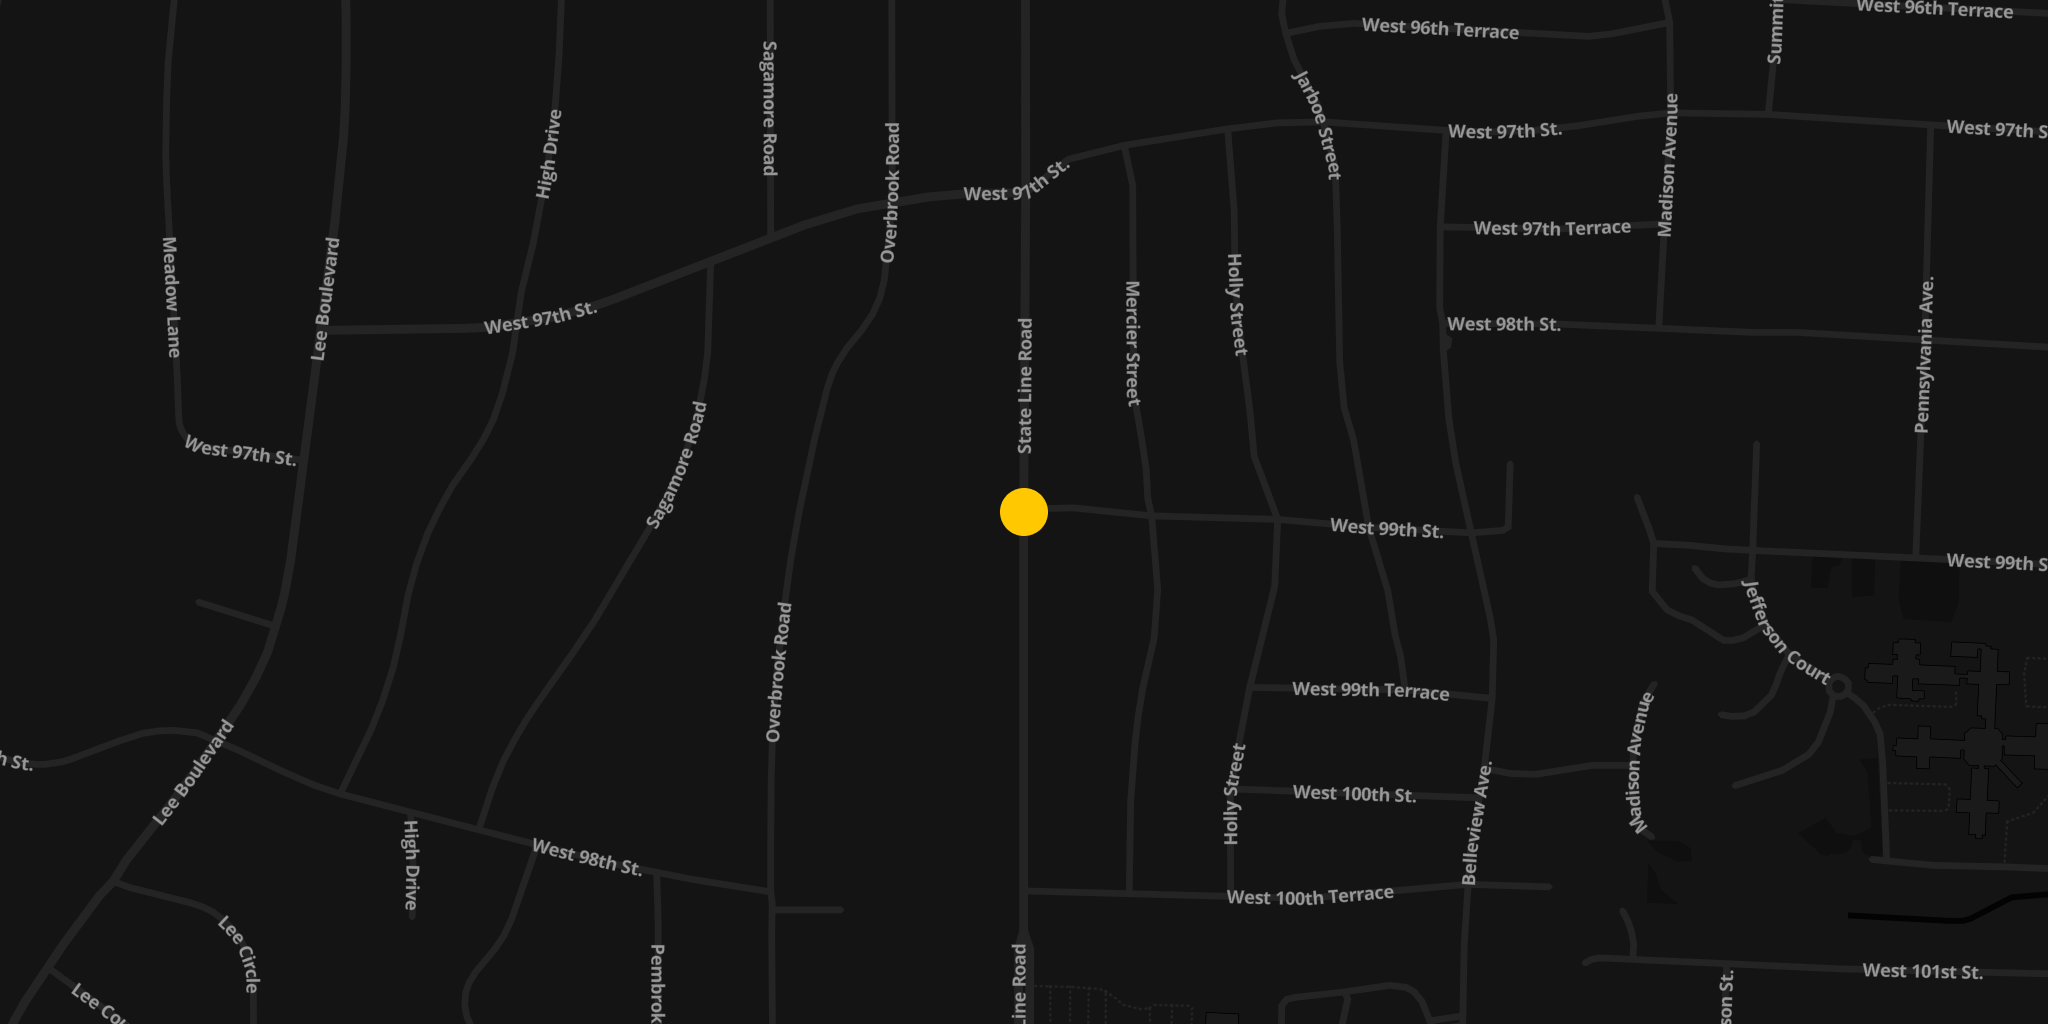 West 96th Terrace
West 96th Terrace
Summi
Sagamore Road
Jarboe Street
High Drive
Overbrook Road
Madison Avenue
West 97th St.
West 97th S
West 97th St.
West 97th Terrace
Meadow Lane
Lee Boulevard
Holly Street
Mercier Street
West 97th St.
State Line Road
West 98th St.
Pennsylvania Ave.
West 97th St.
Sagamore Road
West 99th St.
West 99th S
Jefferson Court
Overbrook Road
West 99th Terrace
Madison Avenue
h St.
Lee Boulevard
Holly Street
West 100th St.
Belleview Ave.
High Drive
West 98th St.
West 100th Terrace
Lee Circle
Pembrok
Line Road
West 101st St.
son St.
Lee Cou